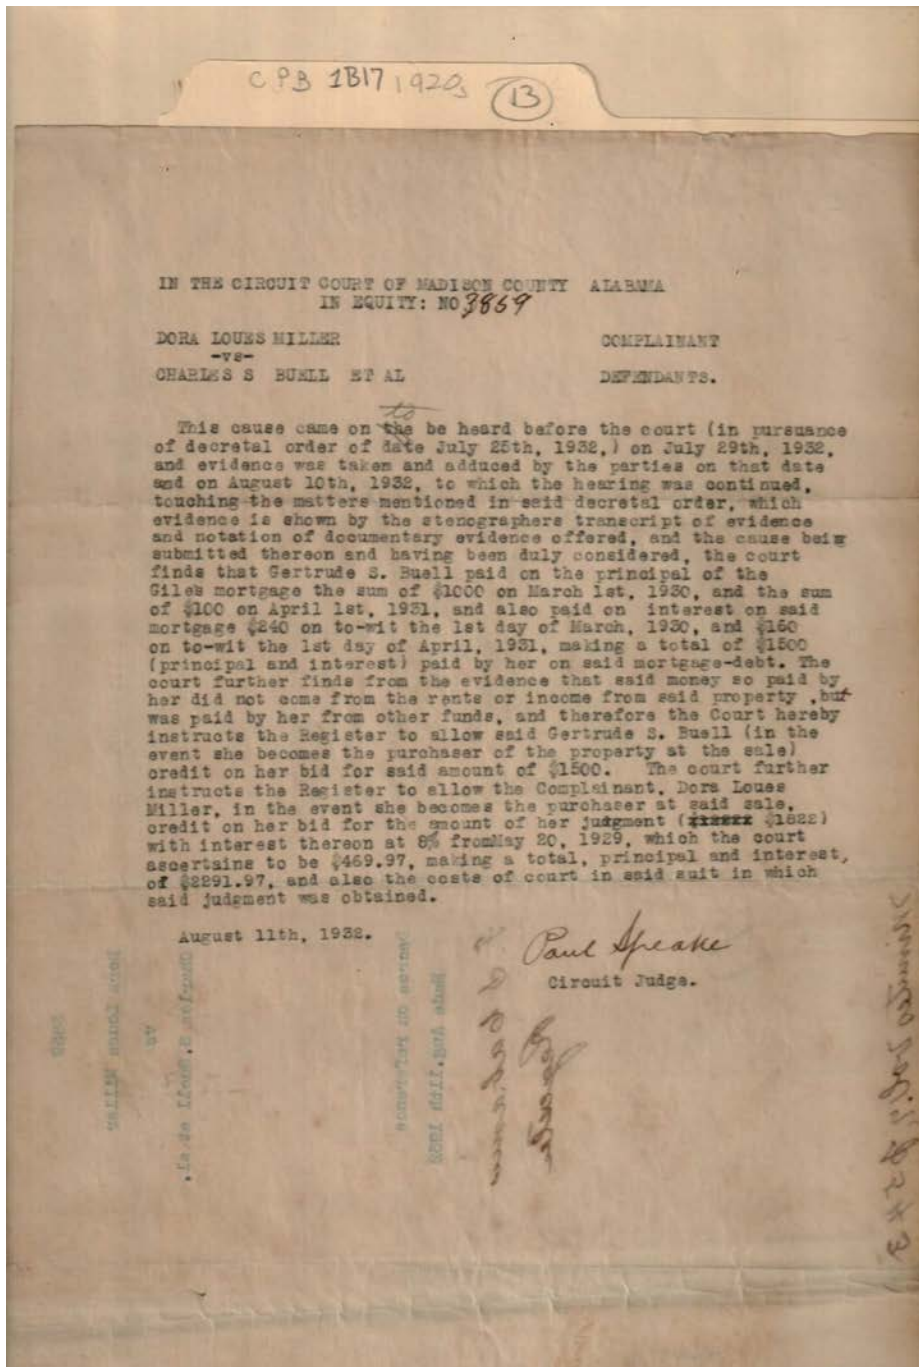 CPB 1B17 1920s 13
IN THE CIRCUIT COURT OF MADISON COUNTY ALABAMA
IN EQUITY: NO 3869
DORA LOUES MILLER COMPLAINANT
-vs-
CHARLES S BUELL ET AL DEFENDANTS.
to
This cause came on the be heard before the court (in pursuance
of decretal order of date July 25th, 1932,) on July 29th, 1932,
and evidence was taken and adduced by the parties on that date
and on August 10th, 1932, to which the hearing was continued,
touching the matters mentioned in said decretal order, which
evidence is shown by the stenographers transcript of evidence
and notation of documentary evidence offered, and the cause being
submitted thereon and having been duly considered, the court
finds that Gertrude S. Buell paid on the principal of the
Giles mortgage the sum of $1000 on March 1st, 1930, and the sum
of $100 on April 1st, 1931, and also paid on interest on said
mortgage $240 on to-wit the 1st day of March, 1930, and $160
on to-wit the 1st day of April, 1931, making a total of $1500
(principal and interest) paid by her on said mortgage-debt. The
court further finds from the evidence that said money so paid by
her did not come from the rents or income from said property ,but
was paid by her from other funds, and therefore the Court hereby
instructs the Register to allow said Gertrude S. Buell (in the
event she becomes the purchaser of the property at the sale)
credit on her bid for said amount of $1500. The court further
instructs the Register to allow the Complainant, Dora Loues
Miller, in the event she becomes the purchaser at said sale,
credit on her bid for the amount of her judgment ( $1822)
with interest thereon at 8% fromMay 20, 1929, which the court
ascertains to be $469.97, making a total, principal and interest,
of $2291.97, and also the costs of court in said suit in which
said judgment was obtained.
August 11th, 1932.
Paul Speake
Circuit Judge.
Dora Loues Miller
vs
Charles S.Buell et al.
Decree on reference
Made Aug.11th 1932